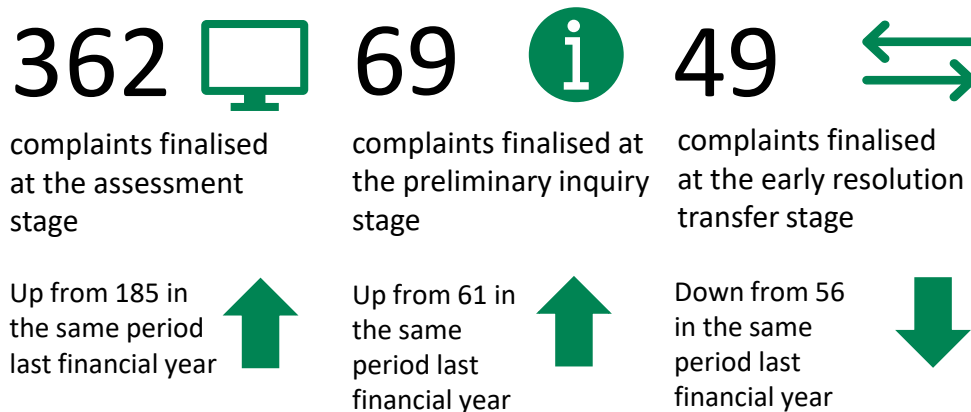 362
complaints finalised
at the assessment
stage
Up from 185 in
the same period
last financial year
69
complaints finalised at
the preliminary inquiry
stage
Up from 61 in
the same
period last
financial year
49
complaints finalised
at the early resolution
transfer stage
Down from 56
in the same
period last
financial year